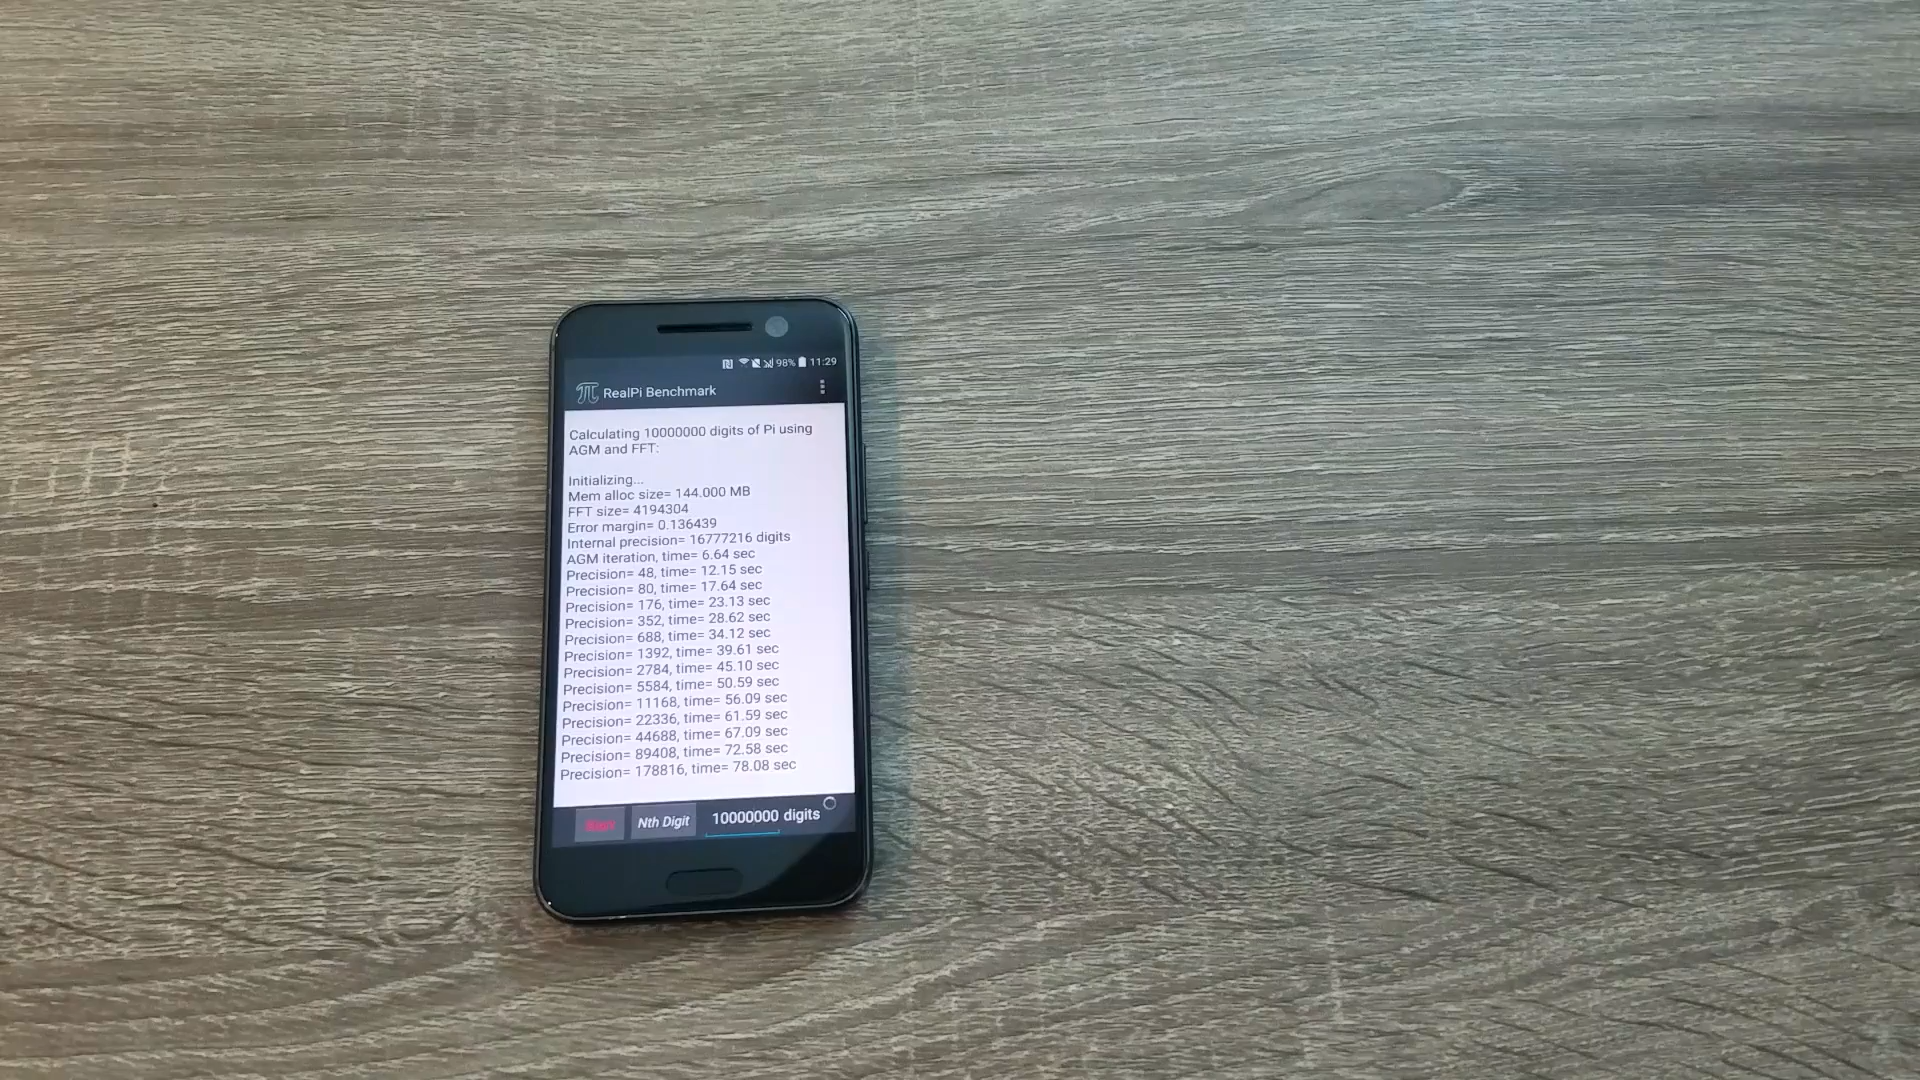 98% 11:29
RealPi Benchmark
Calculating 10000000 digits of Pi using
AGM and FFT:
Initializing...
Mem alloc size= 144.000 MB
FFT size= 4194304
Error margin= 0.136439
Internal precision= 16777216 digits
AGM iteration, time= 6.64 sec
Precision= 48, time= 12.15 sec
Precision= 80, time= 17.64 sec
Precision= 176, time= 23.13 sec
Precision= 352, time= 28.62 sec
Precision= 688, time= 34.12 sec
Precision= 1392, time= 39.61 sec
Precision= 2784, time= 45.10 sec
Precision= 5584, time= 50.59 sec
Precision= 11168, time= 56.09 sec
Precision= 22336, time= 61.59 sec
Precision= 44688, time= 67.09 sec
Precision= 89408, time= 72.58 sec
Precision= 178816, time= 78.08 sec
Nth Digit 10000000 digits